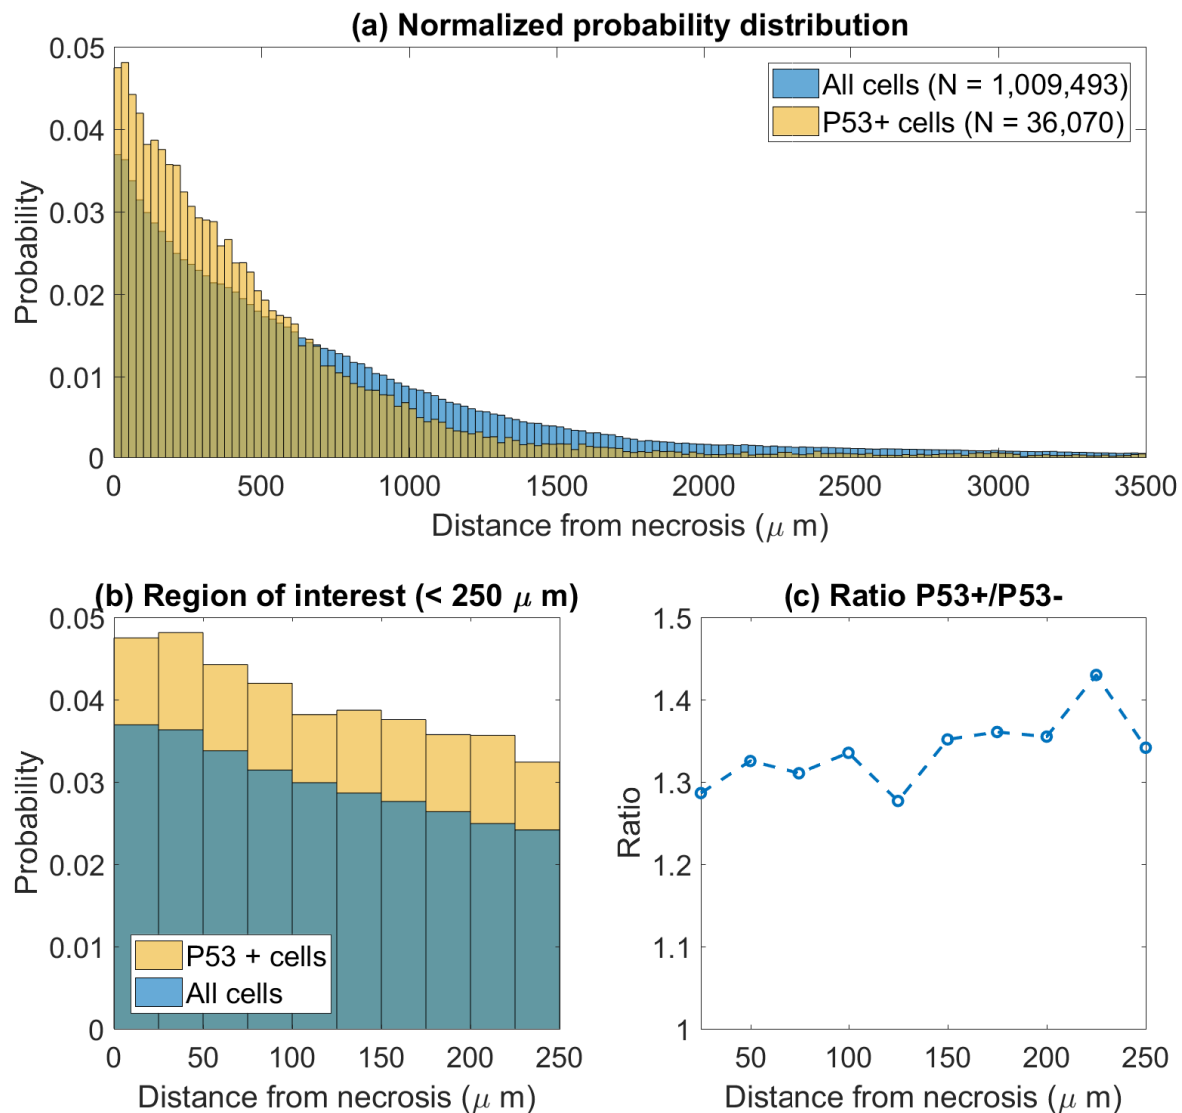 (a) Normalized probability distribution
0.05
0.04
0.03
0.02
0.01
0
Probability
All cells (N = 1,009,493)
P53+ cells (N = 36,070)
0 500 1000 1500 2000 2500 3000 3500
Distance from necrosis (μ m)
(b) Region of interest (< 250 μ m)
0.05
0.04
0.03
0.02
0.01
0
Probability
P53 + cells
All cells
0 50 100 150 200 250
Distance from necrosis (μ m)
(c) Ratio P53+/P53-
1.5
1.4
1.3
1.2
1.1
1
Ratio
50 100 150 200 250
Distance from necrosis (μ m)